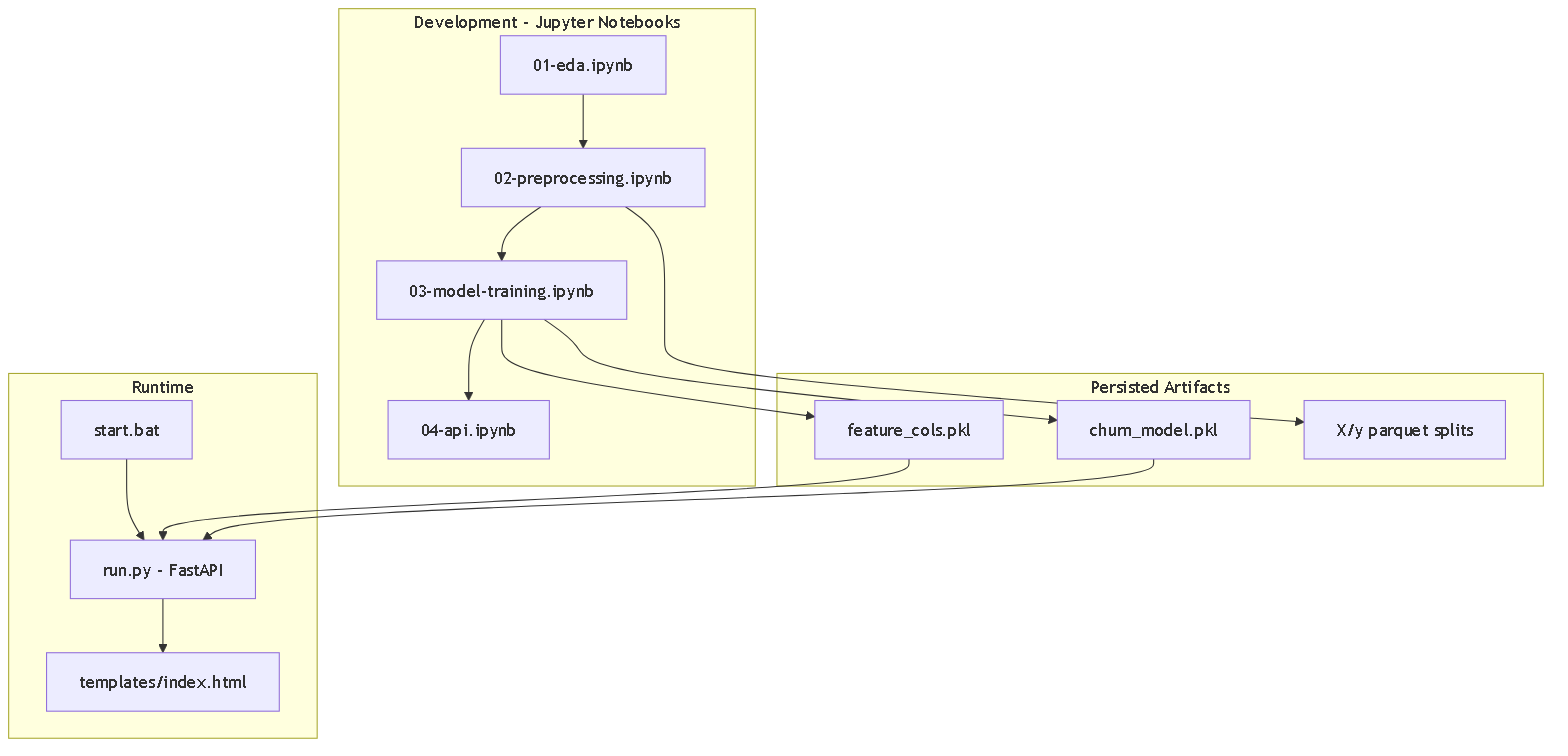 Development - Jupyter Notebooks
01-eda.ipynb
02-preprocessing.ipynb
03-model-training.ipynb
04-api.ipynb
Runtime
start.bat
run.py - FastAPI
templates/index.html
Persisted Artifacts
feature_cols.pkl
churn_model.pkl
X/y parquet splits